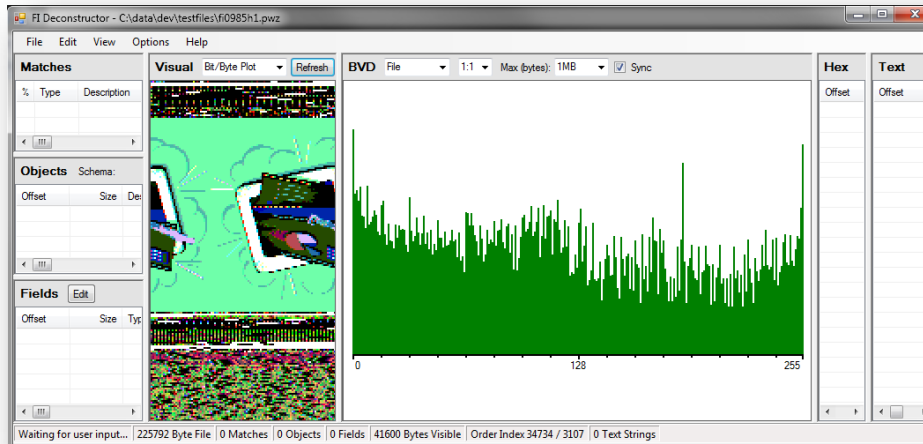 FI Deconstructor - C:\data\dev\testfiles\fi0985h1.pwz
File Edit View Options Help
Matches
% Type Description
Objects Schema:
Offset Size De
Fields Edit
Offset Size Typ
Visual Bit/Byte Plot Refresh
BVD File 1:1 Max (bytes): 1MB Sync
0 128 255
Hex
Offset
Text
Offset
Waiting for user input... 225792 Byte File 0 Matches 0 Objects 0 Fields 41600 Bytes Visible Order Index 34734 / 3107 0 Text Strings